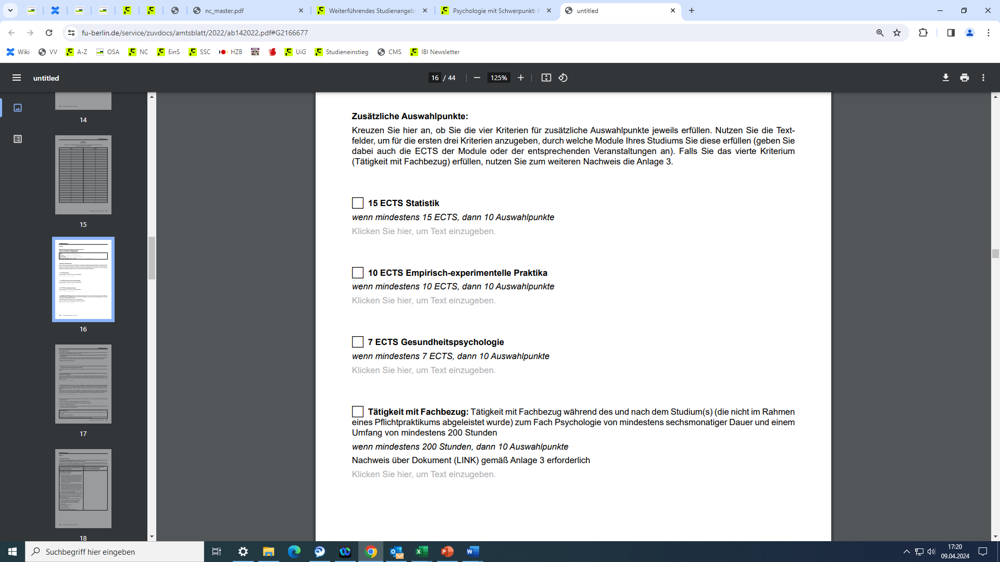 nc_master.pdf
Weiterführendes Studienangeb
Psychologie mit Schwerpunkt: K
untitled
fu-berlin.de/service/zuvdocs/amtsblatt/2022/ab142022.pdf#G2166677
Wiki
VV
A-Z
OSA
NC
EinS
SSC
HZB
UiG
Studieneinstieg
CMS
IBI Newsletter
untitled
16 / 44
125%
14
15
16
17
18
Zusätzliche Auswahlpunkte:
Kreuzen Sie hier an, ob Sie die vier Kriterien für zusätzliche Auswahlpunkte jeweils erfüllen. Nutzen Sie die Text-
felder, um für die ersten drei Kriterien anzugeben, durch welche Module Ihres Studiums Sie diese erfüllen (geben Sie
dabei auch die ECTS der Module oder der entsprechenden Veranstaltungen an). Falls Sie das vierte Kriterium
(Tätigkeit mit Fachbezug) erfüllen, nutzen Sie zum weiteren Nachweis die Anlage 3.
15 ECTS Statistik
wenn mindestens 15 ECTS, dann 10 Auswahlpunkte
Klicken Sie hier, um Text einzugeben.
10 ECTS Empirisch-experimentelle Praktika
wenn mindestens 10 ECTS, dann 10 Auswahlpunkte
Klicken Sie hier, um Text einzugeben.
7 ECTS Gesundheitspsychologie
wenn mindestens 7 ECTS, dann 10 Auswahlpunkte
Klicken Sie hier, um Text einzugeben.
Tätigkeit mit Fachbezug: Tätigkeit mit Fachbezug während des und nach dem Studium(s) (die nicht im Rahmen
eines Pflichtpraktikums abgeleistet wurde) zum Fach Psychologie von mindestens sechsmonatiger Dauer und einem
Umfang von mindestens 200 Stunden
wenn mindestens 200 Stunden, dann 10 Auswahlpunkte
Nachweis über Dokument (LINK) gemäß Anlage 3 erforderlich
Klicken Sie hier, um Text einzugeben.
Suchbegriff hier eingeben
17:20
09.04.2024